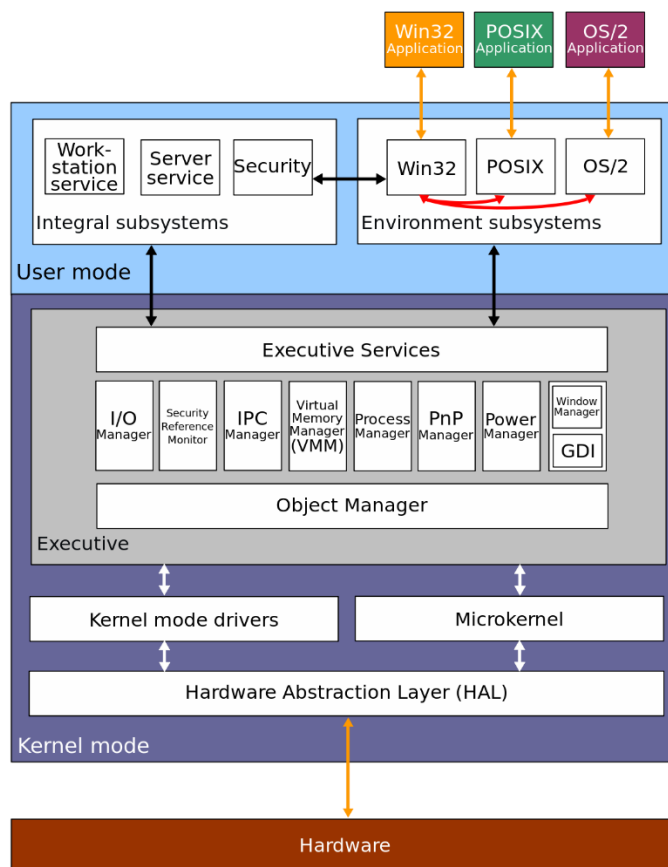 Win32
Application
POSIX
Application
OS/2
Application
Work-
station
service
Server
service
Security
Integral subsystems
Win32
POSIX
OS/2
Environment subsystems
User mode
Executive Services
I/O
Manager
Security
Reference
Monitor
IPC
Manager
Virtual
Memory
Manager
(VMM)
Process
Manager
PnP
Manager
Power
Manager
Window
Manager
GDI
Object Manager
Executive
Kernel mode drivers
Microkernel
Hardware Abstraction Layer (HAL)
Kernel mode
Hardware